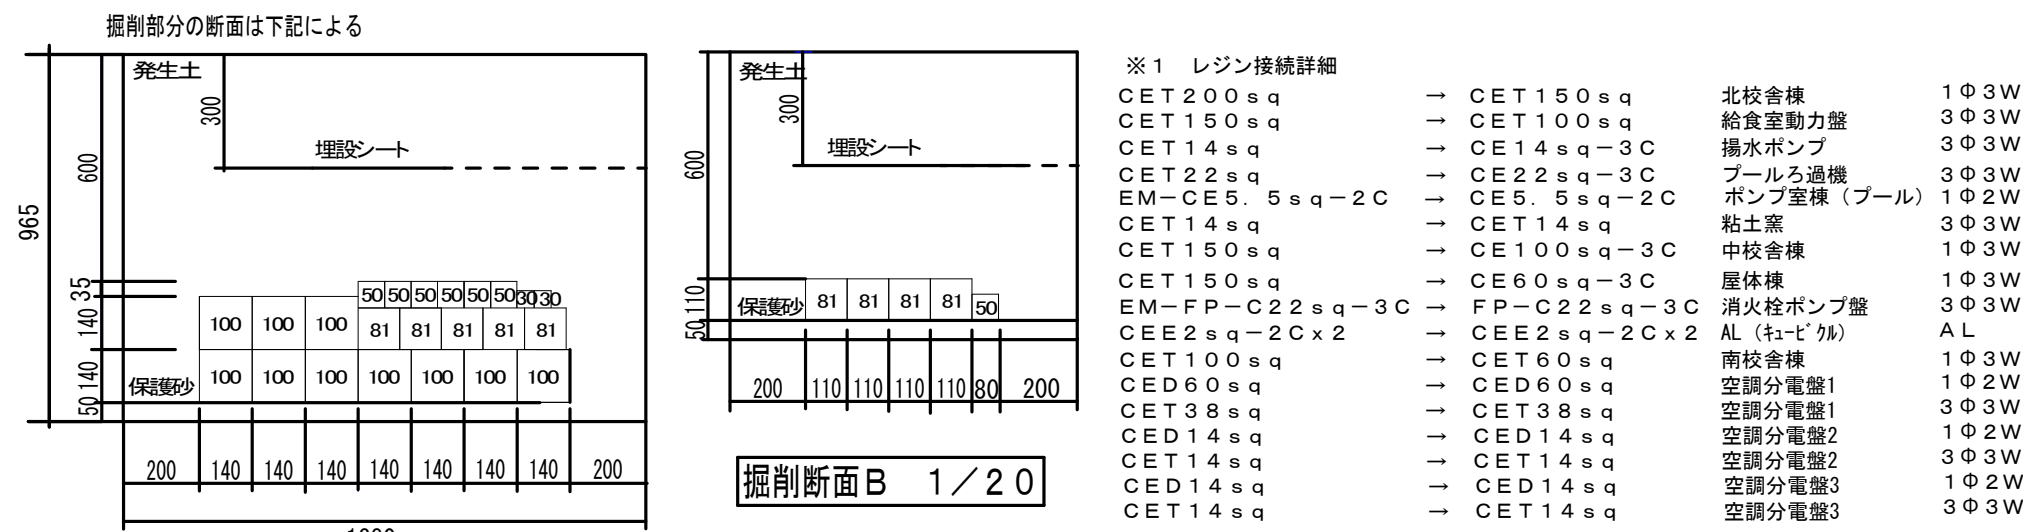 掘削部分の断面は下記による
発生土
300
埋設シート
600
965
35
140
140
50
50 50 50 50 50 50 30 30
100 100 100 81 81 81 81 81
保護砂 100 100 100 100 100 100 100
200 140 140 140 140 140 140 140 200
発生土
300
埋設シート
600
110
50
保護砂 81 81 81 81 50
200 110 110 110 110 80 200
掘削断面B 1/20
※1 レジン接続詳細
CET200sq → CET150sq 北校舎棟 1Φ3W
CET150sq → CET100sq 給食室動力盤 3Φ3W
CET14sq → CE14sq-3C 揚水ポンプ 3Φ3W
CET22sq → CE22sq-3C プールろ過機 3Φ3W
EM-CE5.5sq-2C → CE5.5sq-2C ポンプ室棟(プール) 1Φ2W
CET14sq → CET14sq 粘土窯 3Φ3W
CET150sq → CE100sq-3C 中校舎棟 1Φ3W
CET150sq → CE60sq-3C 屋体棟 1Φ3W
EM-FP-C22sq-3C → FP-C22sq-3C 消火栓ポンプ盤 3Φ3W
CEE2sq-2Cx2 → CEE2sq-2Cx2 AL(ｷｭｰﾋﾞｸﾙ) AL
CET100sq → CET60sq 南校舎棟 1Φ3W
CED60sq → CED60sq 空調分電盤1 1Φ2W
CET38sq → CET38sq 空調分電盤1 3Φ3W
CED14sq → CED14sq 空調分電盤2 1Φ2W
CET14sq → CET14sq 空調分電盤2 3Φ3W
CED14sq → CED14sq 空調分電盤3 1Φ2W
CET14sq → CET14sq 空調分電盤3 3Φ3W